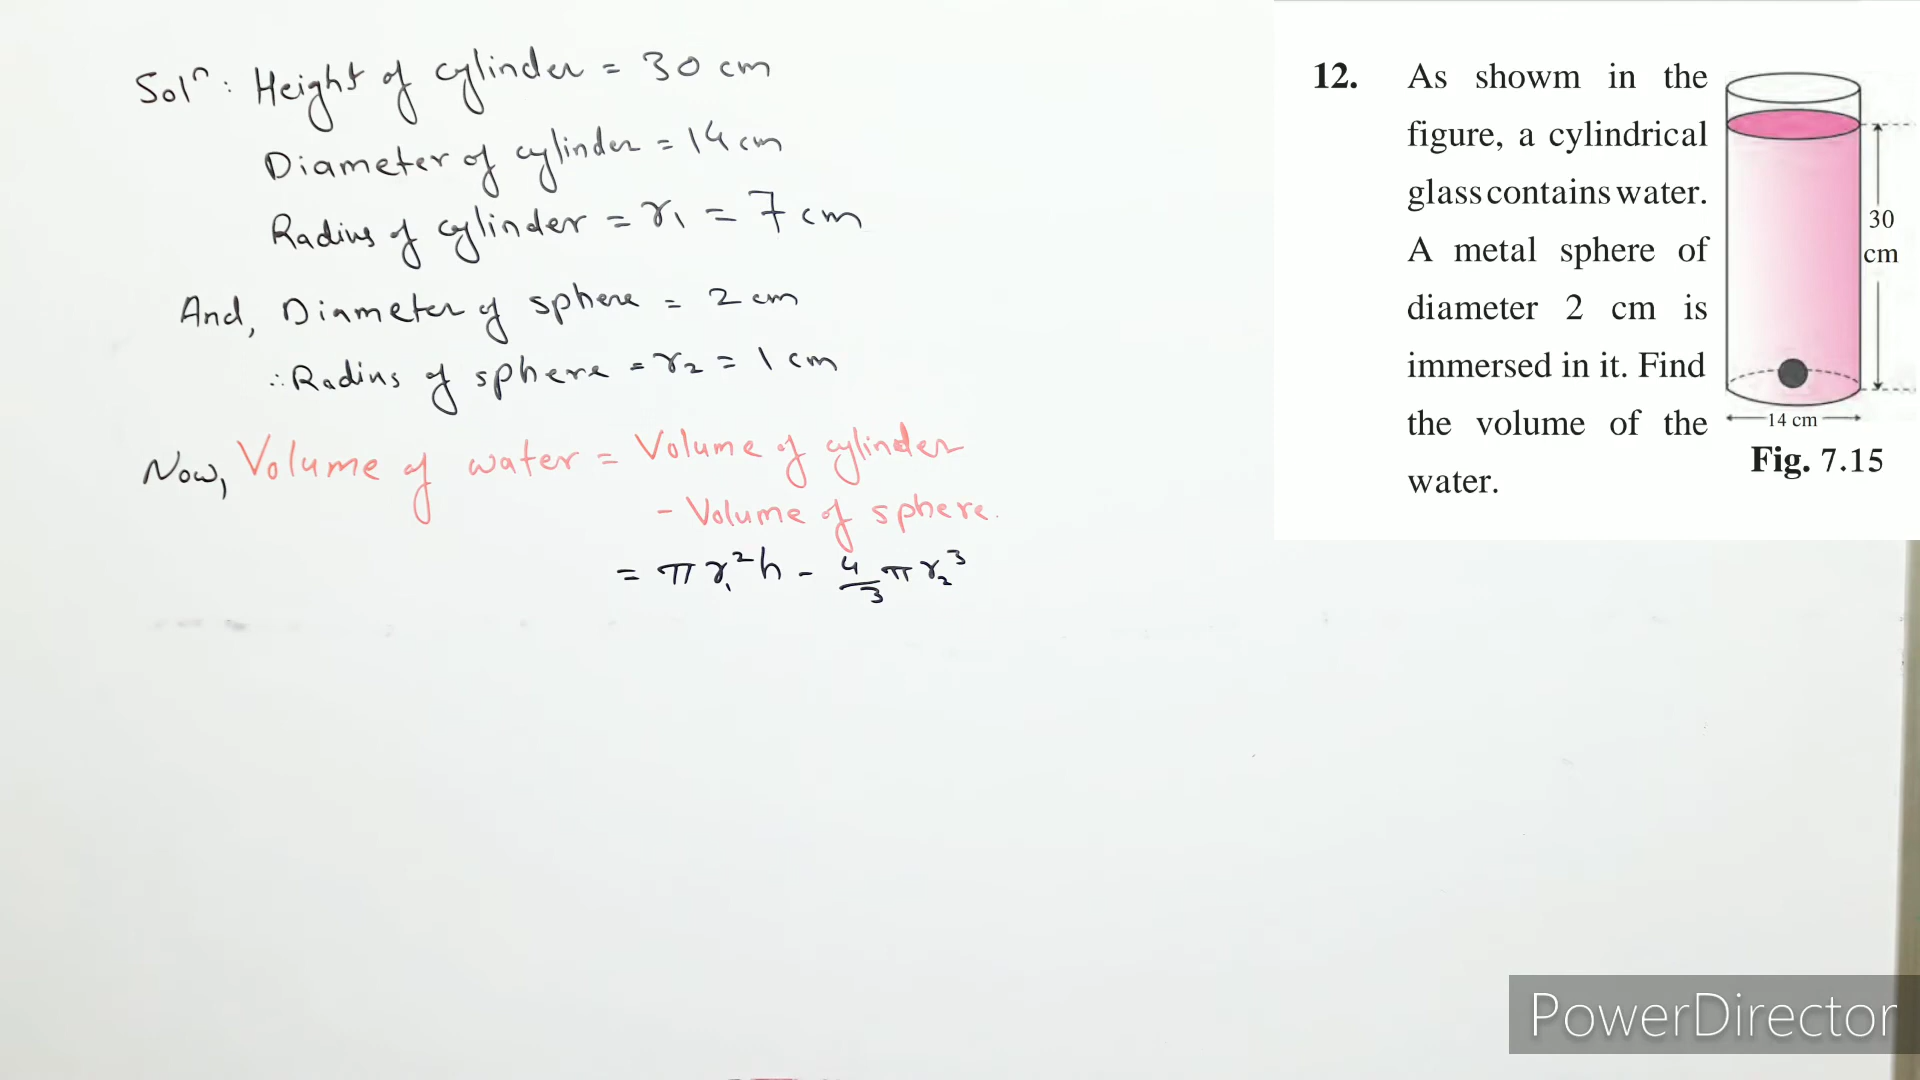 Solⁿ: Height of cylinder = 30 cm
Diameter of cylinder = 14 cm
Radius of cylinder = r₁ = 7 cm
And, Diameter of sphere = 2 cm
∴ Radius of sphere = r₂ = 1 cm
Now, Volume of water = Volume of cylinder
- Volume of sphere.
= πr₁²h - 4/3 πr₂³
12. As showm in the
figure, a cylindrical
glass contains water.
A metal sphere of
diameter 2 cm is
immersed in it. Find
the volume of the
water.
30
cm
14 cm
Fig. 7.15
PowerDirector